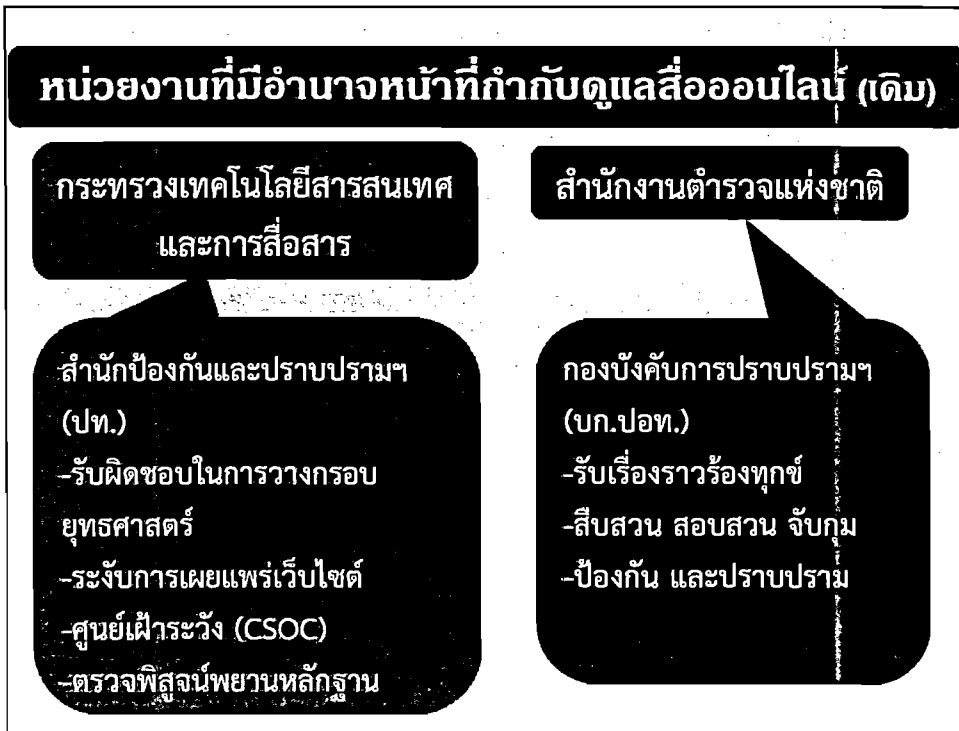 หน่วยงานที่มีอำนาจหน้าที่กำกับดูแลสื่อออนไลน์ (เดิม)
กระทรวงเทคโนโลยีสารสนเทศ
และการสื่อสาร
สำนักป้องกันและปราบปรามฯ
(ปท.)
-รับผิดชอบในการวางกรอบ
ยุทธศาสตร์
-ระงับการเผยแพร่เว็บไซต์
-ศูนย์เฝ้าระวัง (CSOC)
-ตรวจพิสูจน์พยานหลักฐาน
สำนักงานตำรวจแห่งชาติ
กองบังคับการปราบปรามฯ
(บก.ปอท.)
-รับเรื่องราวร้องทุกข์
-สืบสวน สอบสวน จับกุม
-ป้องกัน และปราบปราม